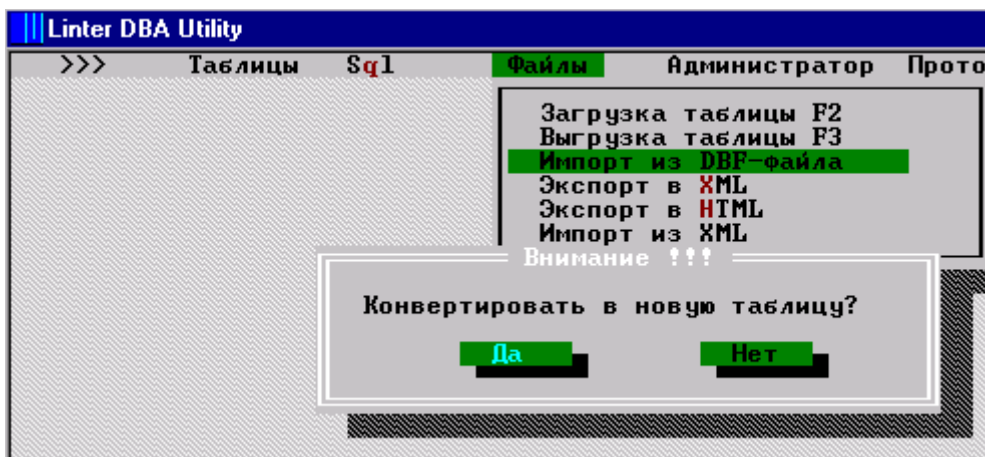 Linter DBA Utility
>>> Таблицы Sql Файлы Администратор Прото
Загрузка таблицы F2
Выгрузка таблицы F3
Импорт из DBF-файла
Экспорт в XML
Экспорт в HTML
Импорт из XML
Внимание !!!
Конвертировать в новую таблицу?
Да Нет